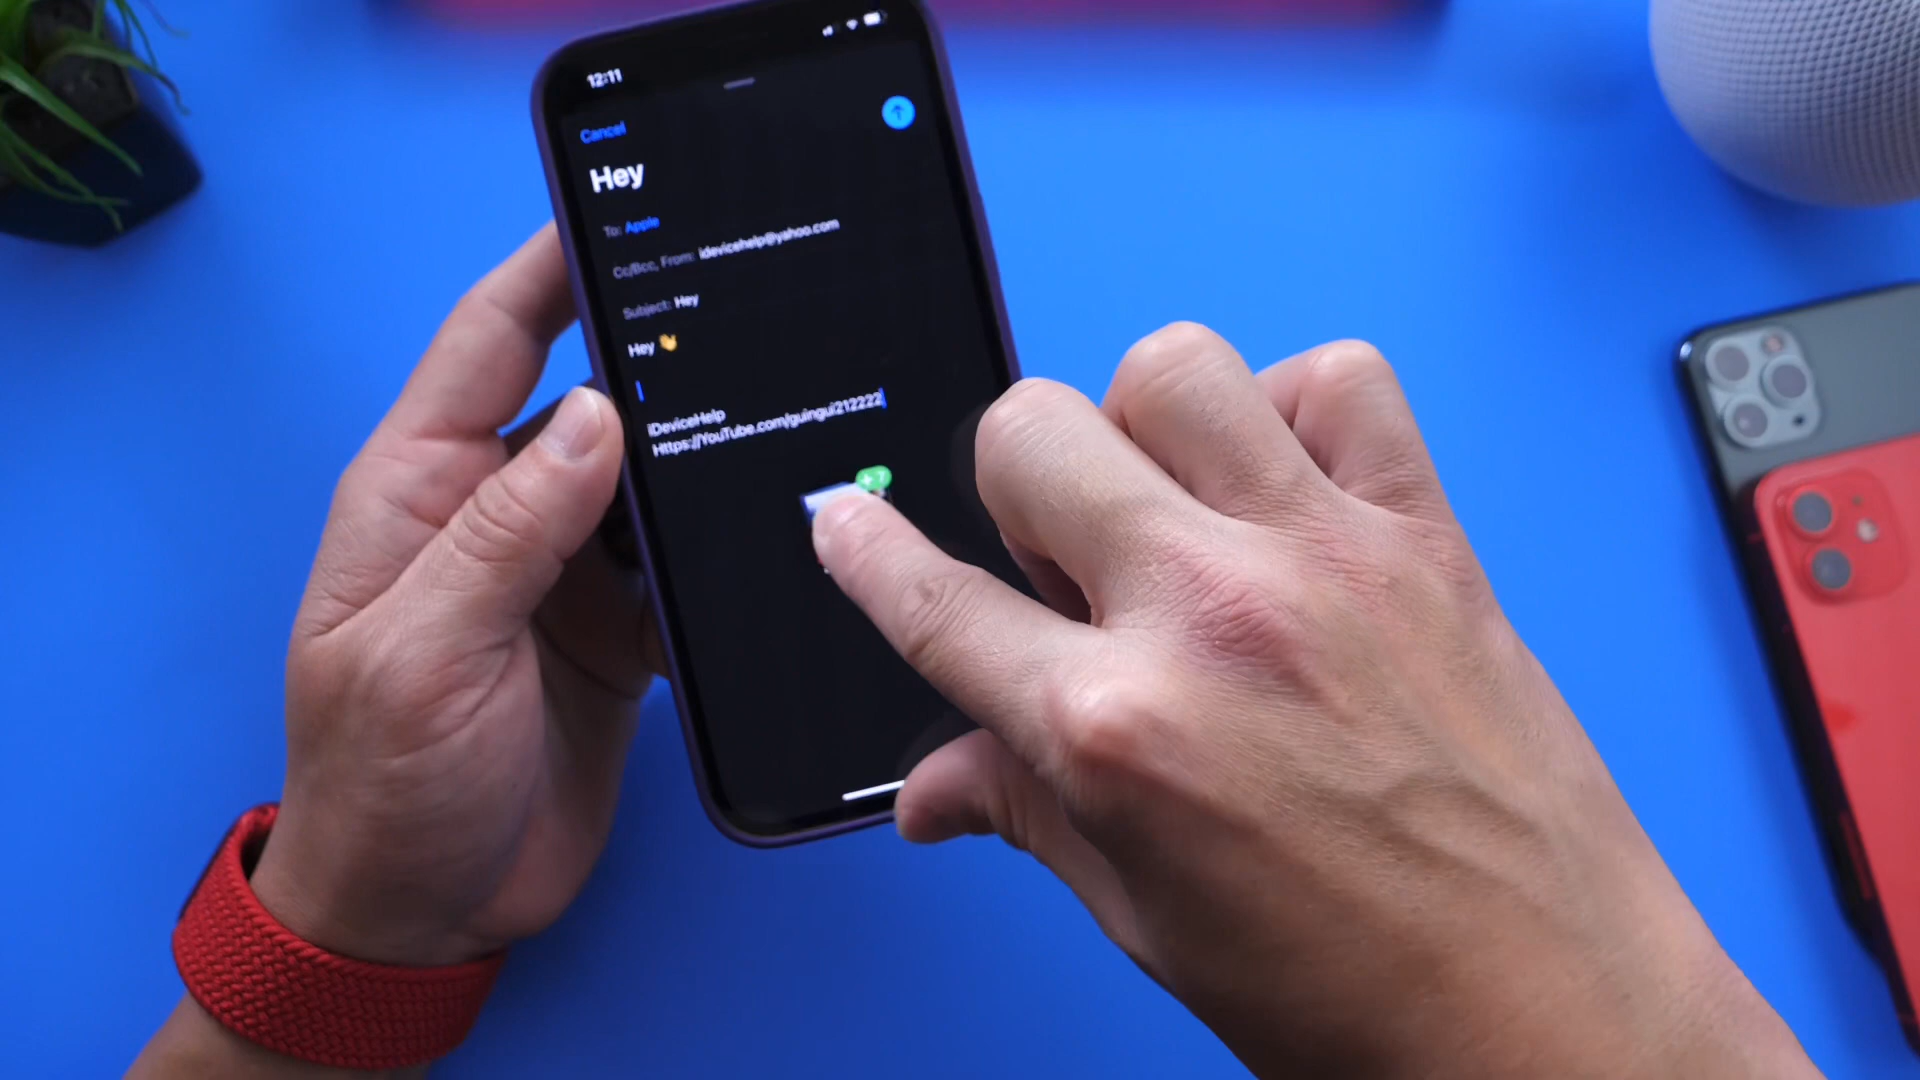 12:11
Cancel
Hey
To: Apple
Cc/Bcc, From: idevicehelp@yahoo.com
Subject: Hey
Hey 👋
iDeviceHelp
Https://YouTube.com/guingui212222
+ 7